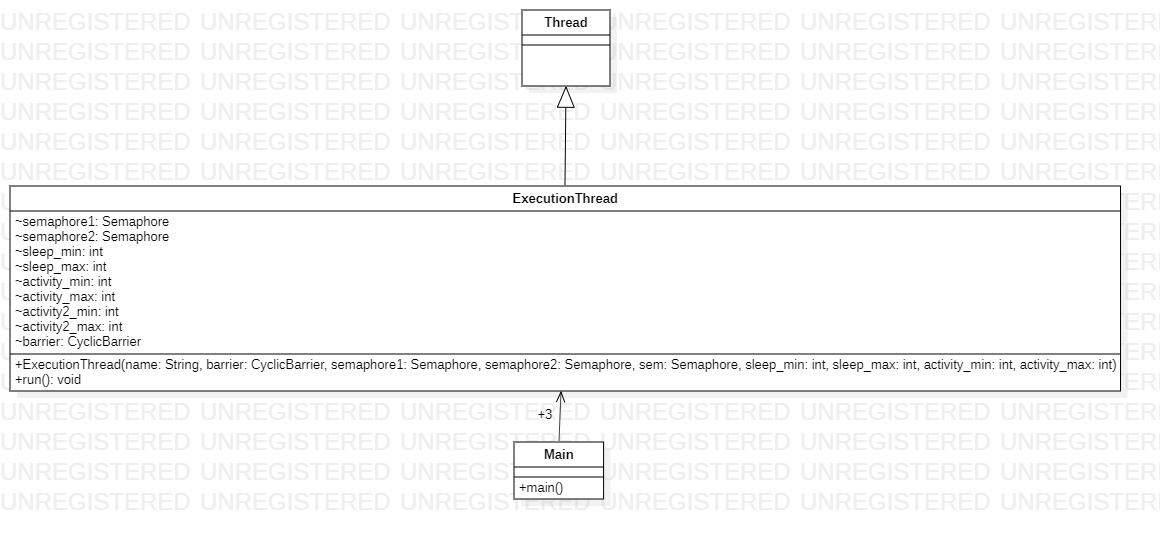 UNREGISTERED UNREGISTERED UNREGISTERED UNREGISTERED UNREGISTERED UNREGISTERED
Thread
ExecutionThread
~semaphore1: Semaphore
~semaphore2: Semaphore
~sleep_min: int
~sleep_max: int
~activity_min: int
~activity_max: int
~activity2_min: int
~activity2_max: int
~barrier: CyclicBarrier
+ExecutionThread(name: String, barrier: CyclicBarrier, semaphore1: Semaphore, semaphore2: Semaphore, sem: Semaphore, sleep_min: int, sleep_max: int, activity_min: int, activity_max: int)
+run(): void
+3
Main
+main()